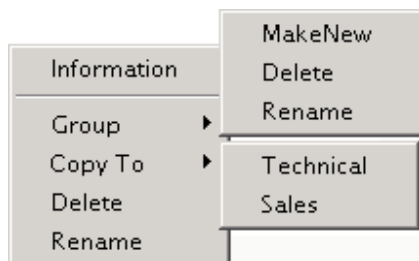 Information
Group
Copy To
Delete
Rename
MakeNew
Delete
Rename
Technical
Sales